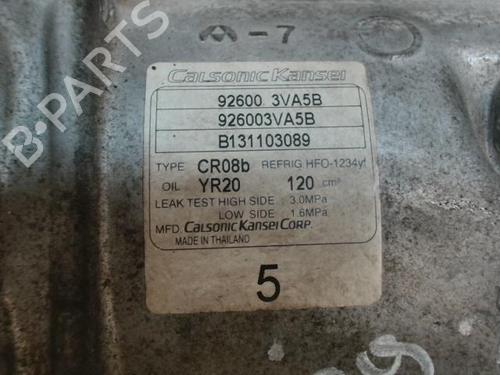 B-PARTS
-7
Calsonic Kansei
92600 3VA5B
926003VA5B
B131103089
TYPE CR08b REFRIG HFO-1234yf
OIL YR20 120 cm³
LEAK TEST HIGH SIDE : 3.0MPa
LOW SIDE : 1.6MPa
MFD. CALSONIC KANSEI CORP.
MADE IN THAILAND
5